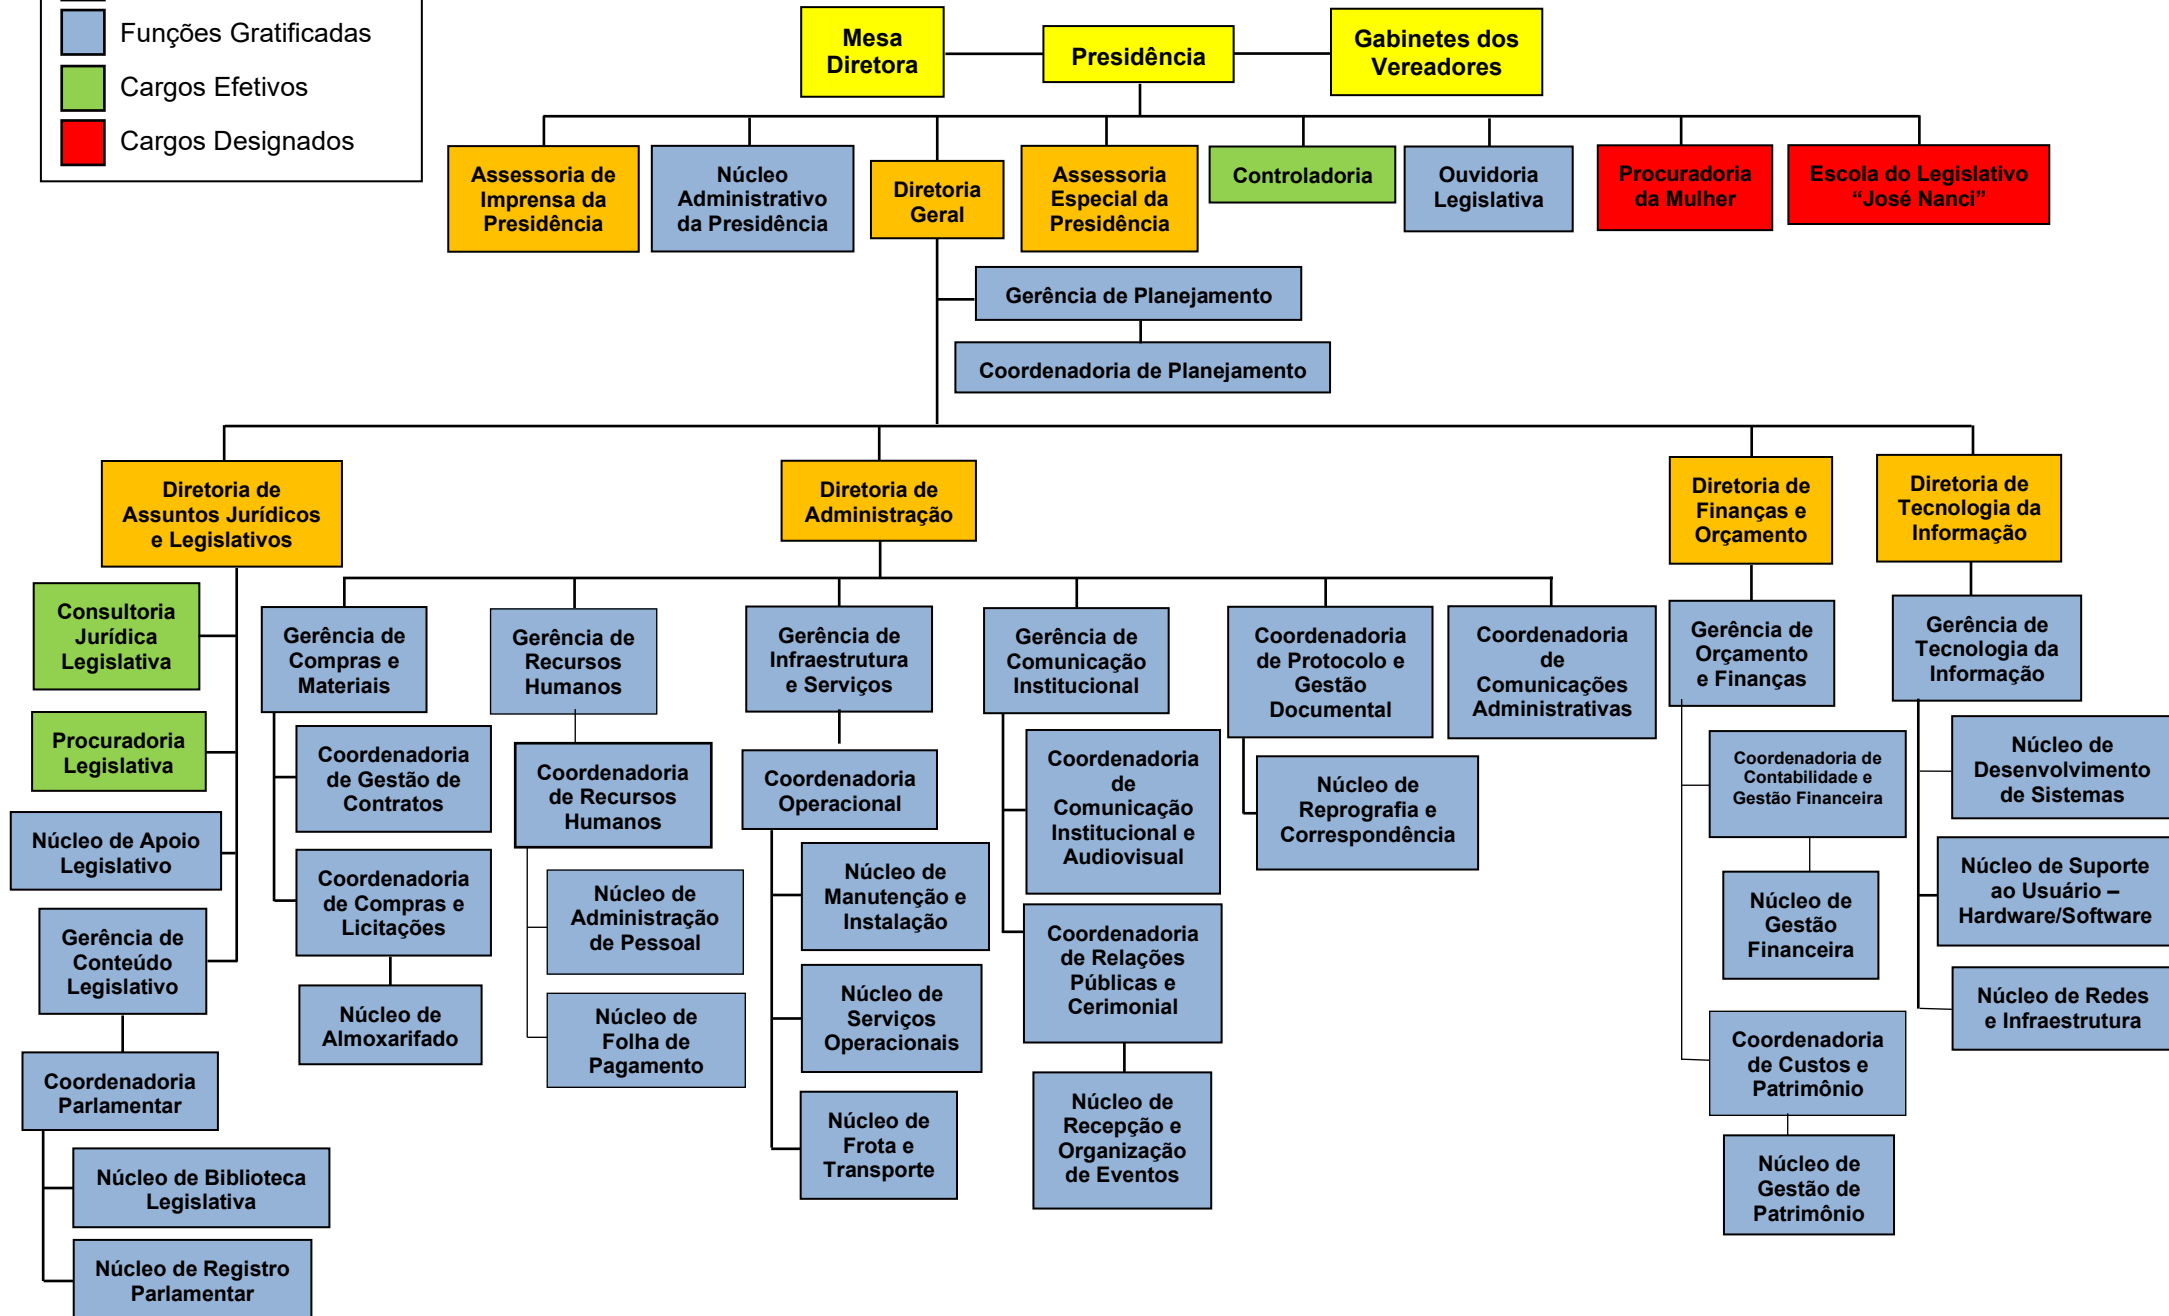 Funções Gratificadas
Cargos Efetivos
Cargos Designados
Mesa
Diretora
Presidência
Gabinetes dos
Vereadores
Assessoria de
Imprensa da
Presidência
Núcleo
Administrativo
da Presidência
Diretoria
Geral
Assessoria
Especial da
Presidência
Controladoria
Ouvidoria
Legislativa
Procuradoria
da Mulher
Escola do Legislativo
“José Nanci”
Gerência de Planejamento
Coordenadoria de Planejamento
Diretoria de
Assuntos Jurídicos
e Legislativos
Diretoria de
Administração
Diretoria de
Finanças e
Orçamento
Diretoria de
Tecnologia da
Informação
Consultoria
Jurídica
Legislativa
Procuradoria
Legislativa
Núcleo de Apoio
Legislativo
Gerência de
Conteúdo
Legislativo
Coordenadoria
Parlamentar
Núcleo de Biblioteca
Legislativa
Núcleo de Registro
Parlamentar
Gerência de
Compras e
Materiais
Coordenadoria
de Gestão de
Contratos
Coordenadoria
de Compras e
Licitações
Núcleo de
Almoxarifado
Gerência de
Recursos
Humanos
Coordenadoria
de Recursos
Humanos
Núcleo de
Administração
de Pessoal
Núcleo de
Folha de
Pagamento
Gerência de
Infraestrutura
e Serviços
Coordenadoria
Operacional
Núcleo de
Manutenção e
Instalação
Núcleo de
Serviços
Operacionais
Núcleo de
Frota e
Transporte
Gerência de
Comunicação
Institucional
Coordenadoria
de
Comunicação
Institucional e
Audiovisual
Coordenadoria
de Relações
Públicas e
Cerimonial
Núcleo de
Recepção e
Organização
de Eventos
Coordenadoria
de Protocolo e
Gestão
Documental
Núcleo de
Reprografia e
Correspondência
Coordenadoria
de
Comunicações
Administrativas
Gerência de
Orçamento
e Finanças
Coordenadoria de
Contabilidade e
Gestão Financeira
Núcleo de
Gestão
Financeira
Coordenadoria
de Custos e
Patrimônio
Núcleo de
Gestão de
Patrimônio
Gerência de
Tecnologia da
Informação
Núcleo de
Desenvolvimento
de Sistemas
Núcleo de Suporte
ao Usuário –
Hardware/Software
Núcleo de Redes
e Infraestrutura